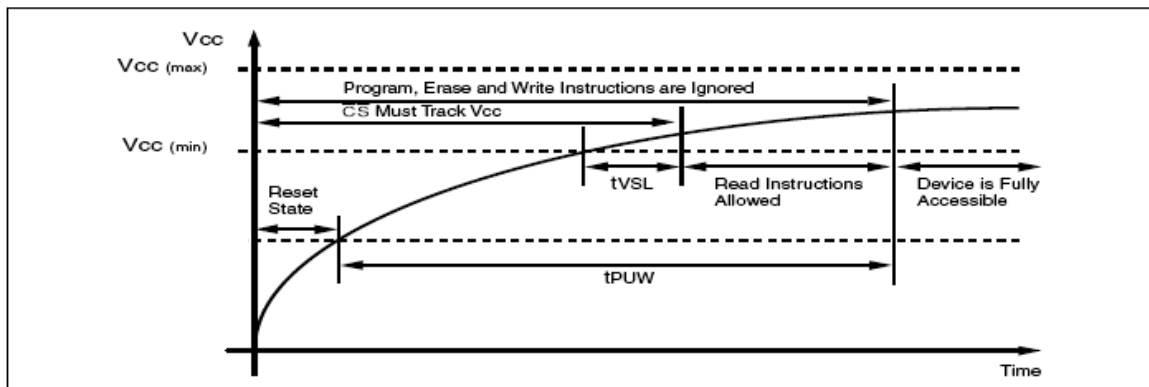 Vcc
Vcc (max)
Program, Erase and Write Instructions are Ignored
CS Must Track Vcc
Vcc (min)
tVSL
Read Instructions
Allowed
Device is Fully
Accessible
Reset
State
tPUW
Time